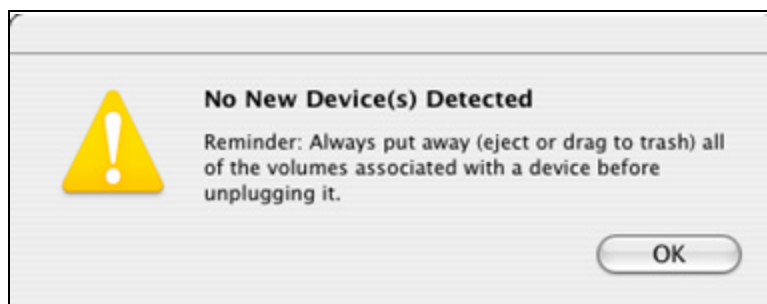 No New Device(s) Detected
Reminder: Always put away (eject or drag to trash) all
of the volumes associated with a device before
unplugging it.
OK